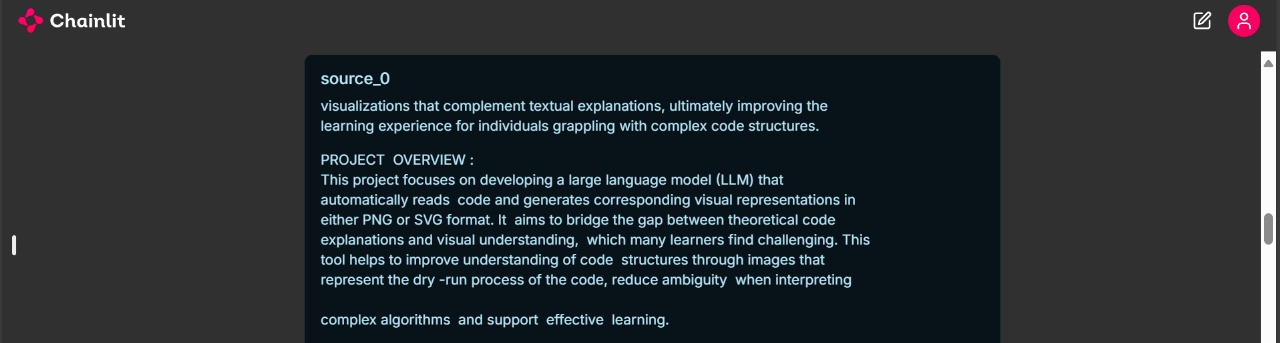 Chainlit
source_0
visualizations that complement textual explanations, ultimately improving the
learning experience for individuals grappling with complex code structures.
PROJECT  OVERVIEW :
This project focuses on developing a large language model (LLM) that
automatically reads  code and generates corresponding visual representations in
either PNG or SVG format. It  aims to bridge the gap between theoretical code
explanations and visual understanding,  which many learners find challenging. This
tool helps to improve understanding of code  structures through images that
represent the dry -run process of the code, reduce ambiguity  when interpreting
complex algorithms  and support  effective  learning.